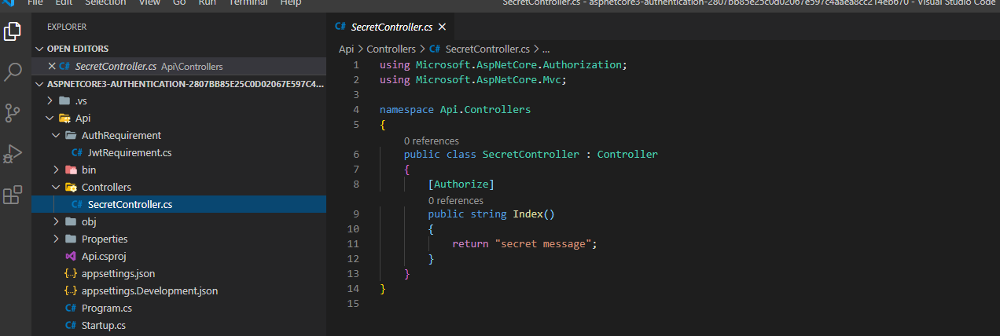 File Edit Selection View Go Run Terminal Help
SecretController.cs - aspnetcore3-authentication-2807bb85e25c0d02067e597c4aaea8cc214eb670 - Visual Studio Code
EXPLORER
OPEN EDITORS
SecretController.cs Api\Controllers
ASPNETCORE3-AUTHENTICATION-2807BB85E25C0D02067E597C4...
.vs
Api
AuthRequirement
C# JwtRequirement.cs
bin
Controllers
C# SecretController.cs
obj
Properties
Api.csproj
{..} appsettings.json
{..} appsettings.Development.json
C# Program.cs
C# Startup.cs
C# SecretController.cs
Api > Controllers > C# SecretController.cs > ...
1 using Microsoft.AspNetCore.Authorization;
2 using Microsoft.AspNetCore.Mvc;
3
4 namespace Api.Controllers
5 {
0 references
6 public class SecretController : Controller
7 {
8 [Authorize]
0 references
9 public string Index()
10 {
11 return "secret message";
12 }
13 }
14 }
15